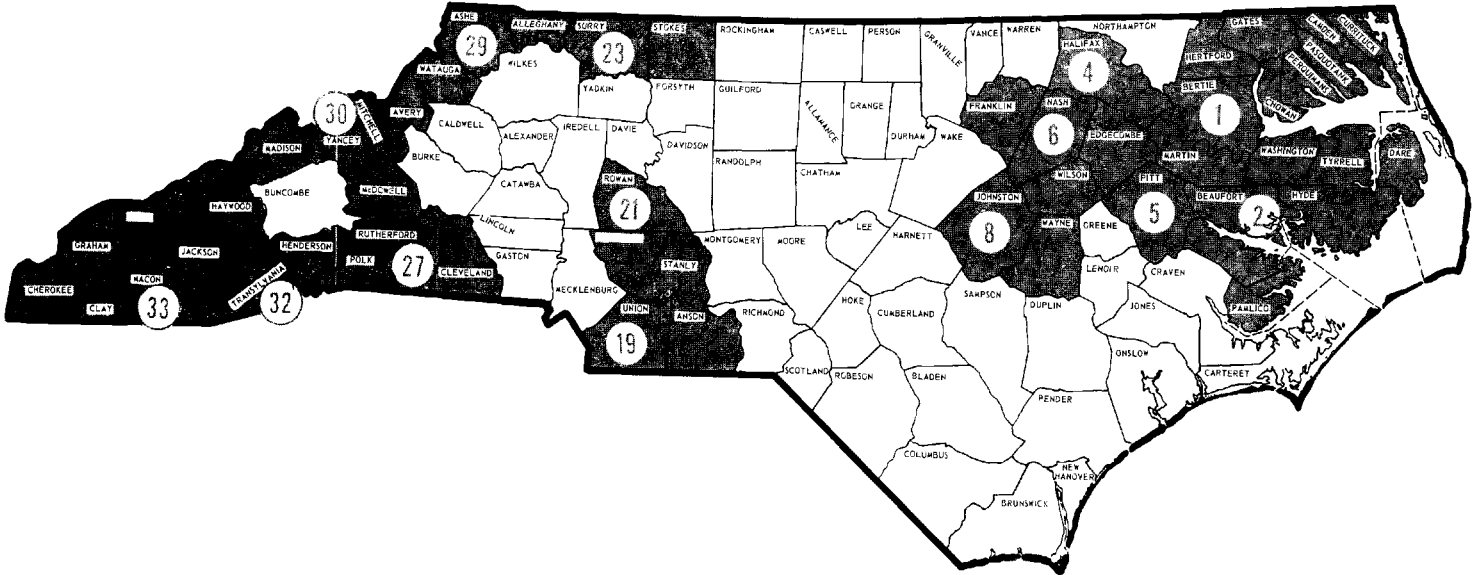 ASHE
ALLEGHANY
SURRY
STOKES
ROCKINGHAM
CASWELL
PERSON
GRANVILLE
VANCE
WARREN
NORTHAMPTON
GATES
CAMDEN
CURRITUCK
29
23
HALIFAX
HERTFORD
PASQUOTANK
PERQUIMANS
WATAUGA
WILKES
YADKIN
FORSYTH
GUILFORD
ALLAMANCE
ORANGE
DURHAM
FRANKLIN
NASH
4
BERTIE
CHOWAN
1
30
MITCHELL
AVERY
CALDWELL
ALEXANDER
IREDELL
DAVIE
DAVIDSON
WAKE
6
EDGECOMBE
YANCEY
MADISON
BURKE
RANDOLPH
CHATHAM
MARTIN
WASHINGTON
TYRRELL
DARE
BUNCOMBE
McDOWELL
CATAWBA
ROWAN
WILSON
PITT
HAYWOOD
21
JOHNSTON
BEAUFORT
HYDE
5
2
LINCOLN
WAYNE
GREENE
GRAHAM
JACKSON
HENDERSON
RUTHERFORD
MONTGOMERY
MOORE
LEE
HARNETT
8
POLK
27
CLEVELAND
GASTON
STANLY
LENOIR
CRAVEN
CHEROKEE
MACON
TRANSYLVANIA
MECKLENBURG
CLAY
33
32
UNION
ANSON
RICHMOND
HOKE
CUMBERLAND
SAMPSON
DUPLIN
JONES
PAMLICO
19
SCOTLAND
ROBESON
BLADEN
ONSLOW
CARTERET
PENDER
COLUMBUS
NEW
HANOVER
BRUNSWICK